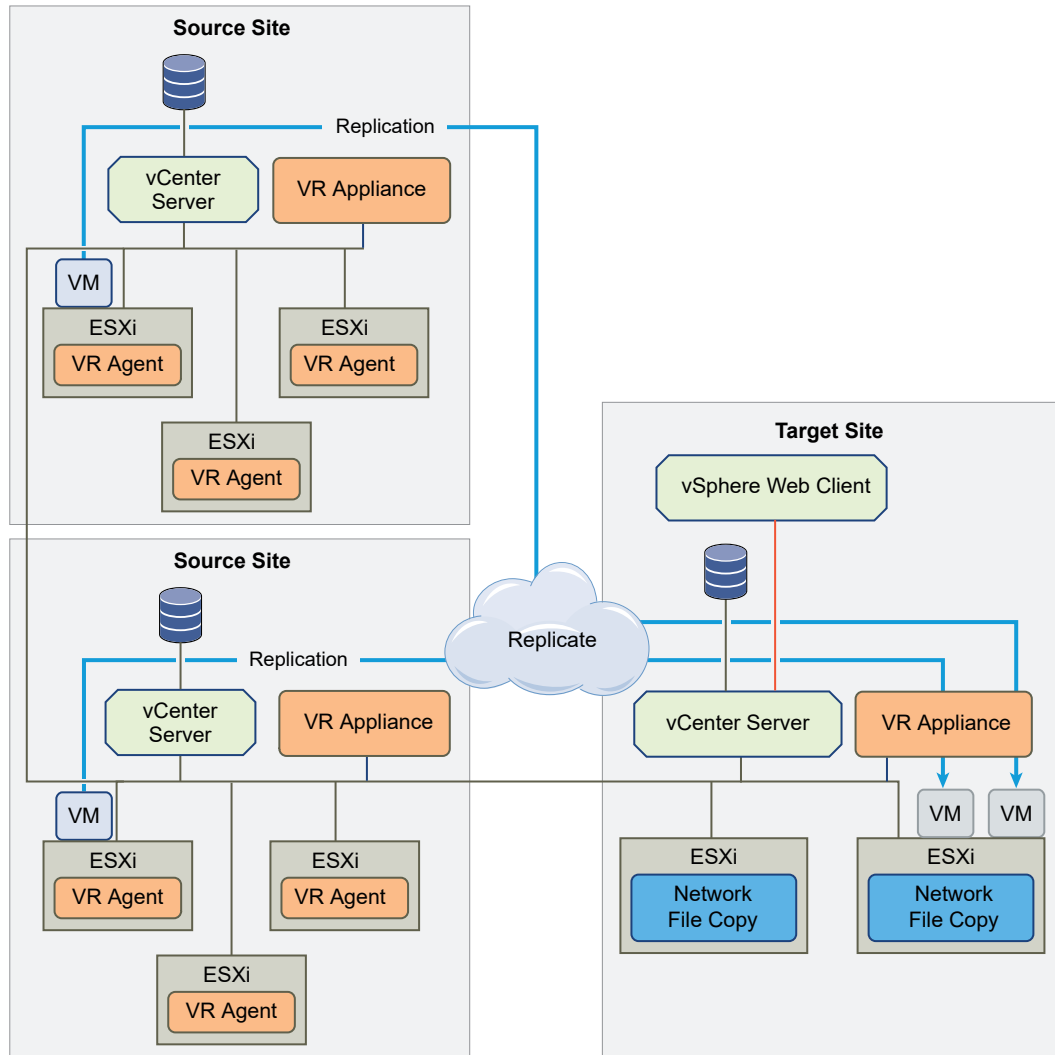 Source Site
Replication
vCenter
Server
VR Appliance
VM
ESXi
VR Agent
ESXi
VR Agent
ESXi
VR Agent
Source Site
Replication
vCenter
Server
VR Appliance
VM
ESXi
VR Agent
ESXi
VR Agent
ESXi
VR Agent
Replicate
Target Site
vSphere Web Client
vCenter Server
VR Appliance
VM
VM
ESXi
Network
File Copy
ESXi
Network
File Copy